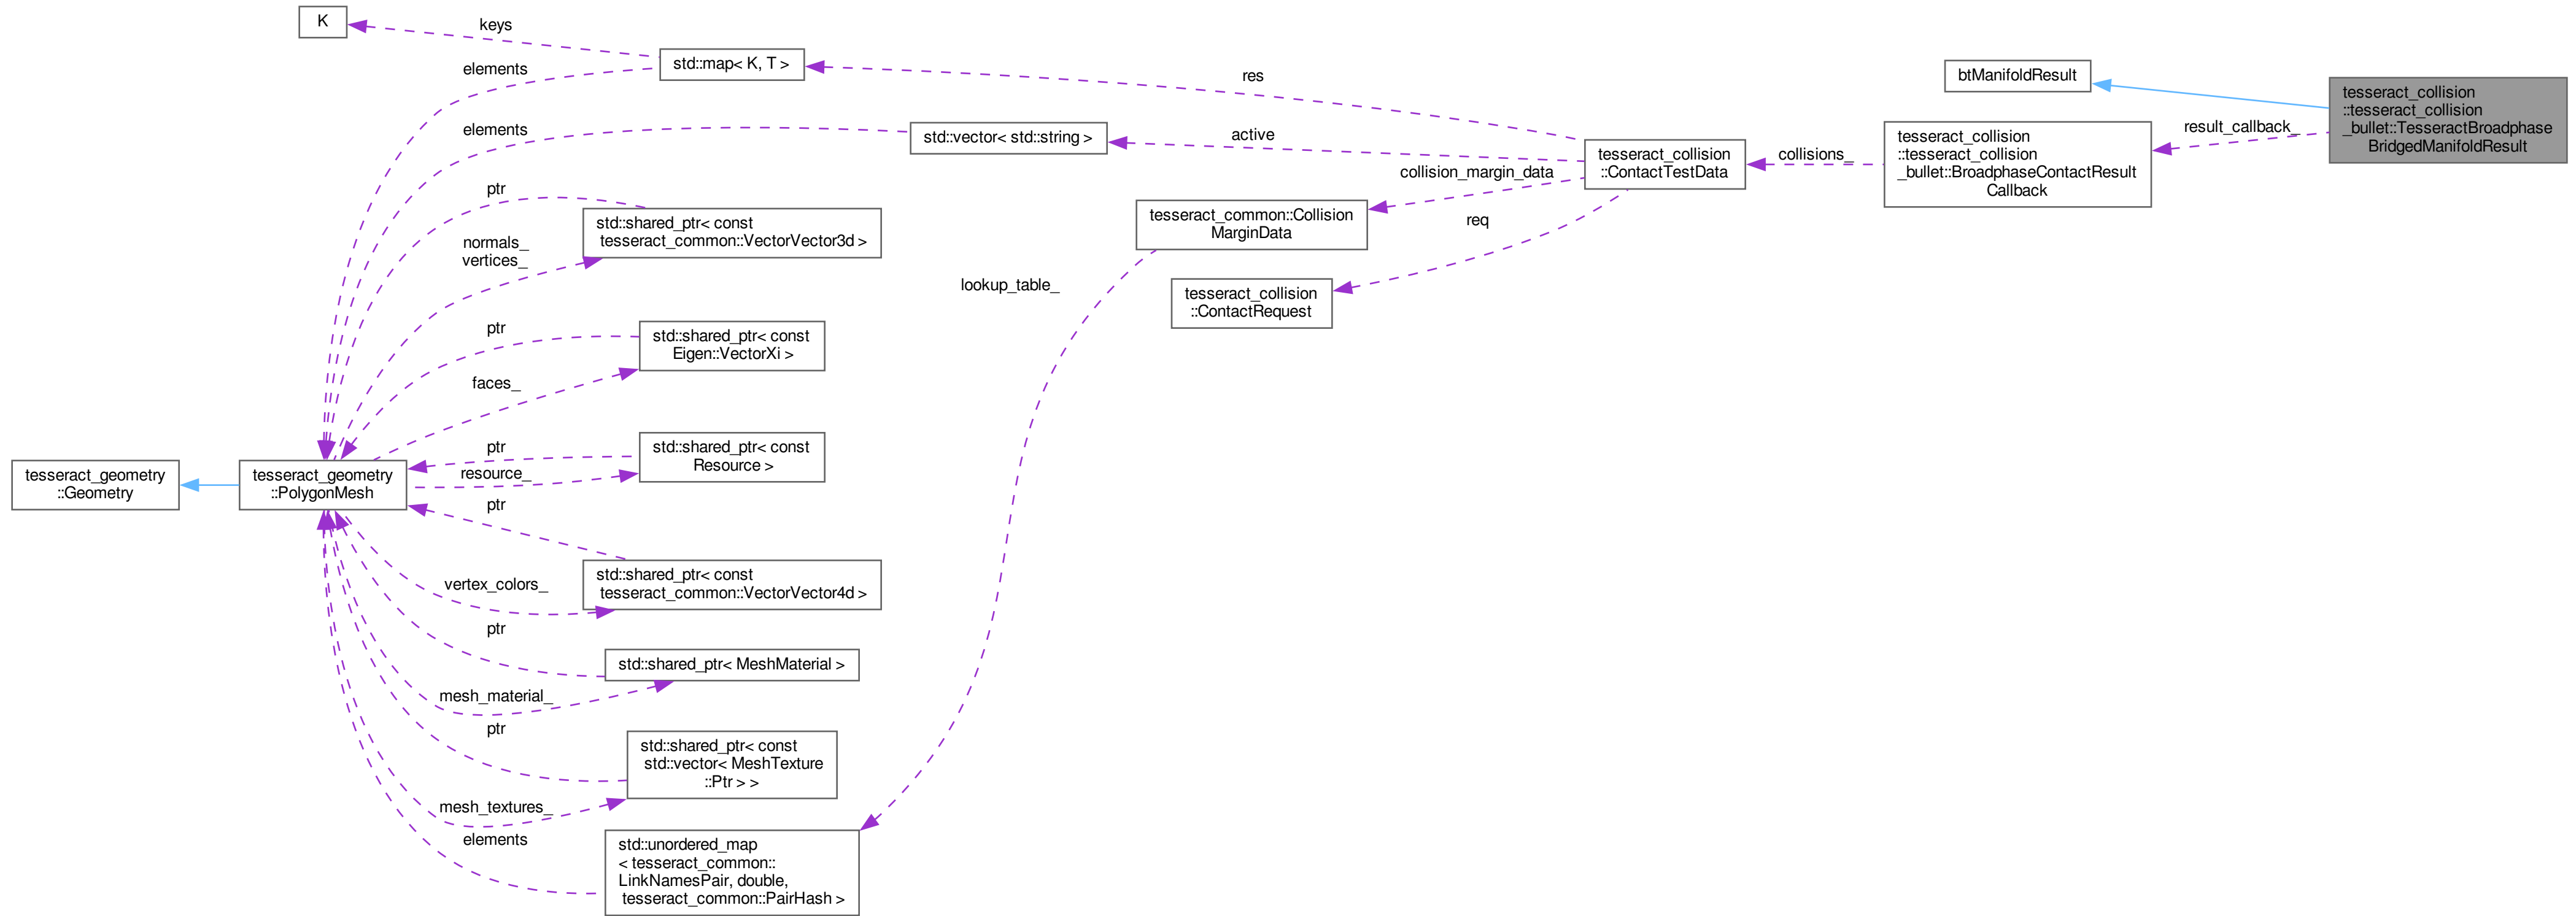 K
keys
std::map< K, T >
elements
res
btManifoldResult
tesseract_collision
::tesseract_collision
_bullet::TesseractBroadphase
BridgedManifoldResult
result_callback_
tesseract_collision
::tesseract_collision
_bullet::BroadphaseContactResult
Callback
collisions_
tesseract_collision
::ContactTestData
active
std::vector< std::string >
elements
collision_margin_data
tesseract_common::Collision
MarginData
req
tesseract_collision
::ContactRequest
lookup_table_
ptr
std::shared_ptr< const
tesseract_common::VectorVector3d >
normals_
vertices_
ptr
std::shared_ptr< const
Eigen::VectorXi >
faces_
ptr
std::shared_ptr< const
Resource >
resource_
tesseract_geometry
::Geometry
tesseract_geometry
::PolygonMesh
ptr
std::shared_ptr< const
tesseract_common::VectorVector4d >
vertex_colors_
ptr
std::shared_ptr< MeshMaterial >
mesh_material_
ptr
std::shared_ptr< const
std::vector< MeshTexture
::Ptr > >
mesh_textures_
elements
std::unordered_map
< tesseract_common::
LinkNamesPair, double,
tesseract_common::PairHash >